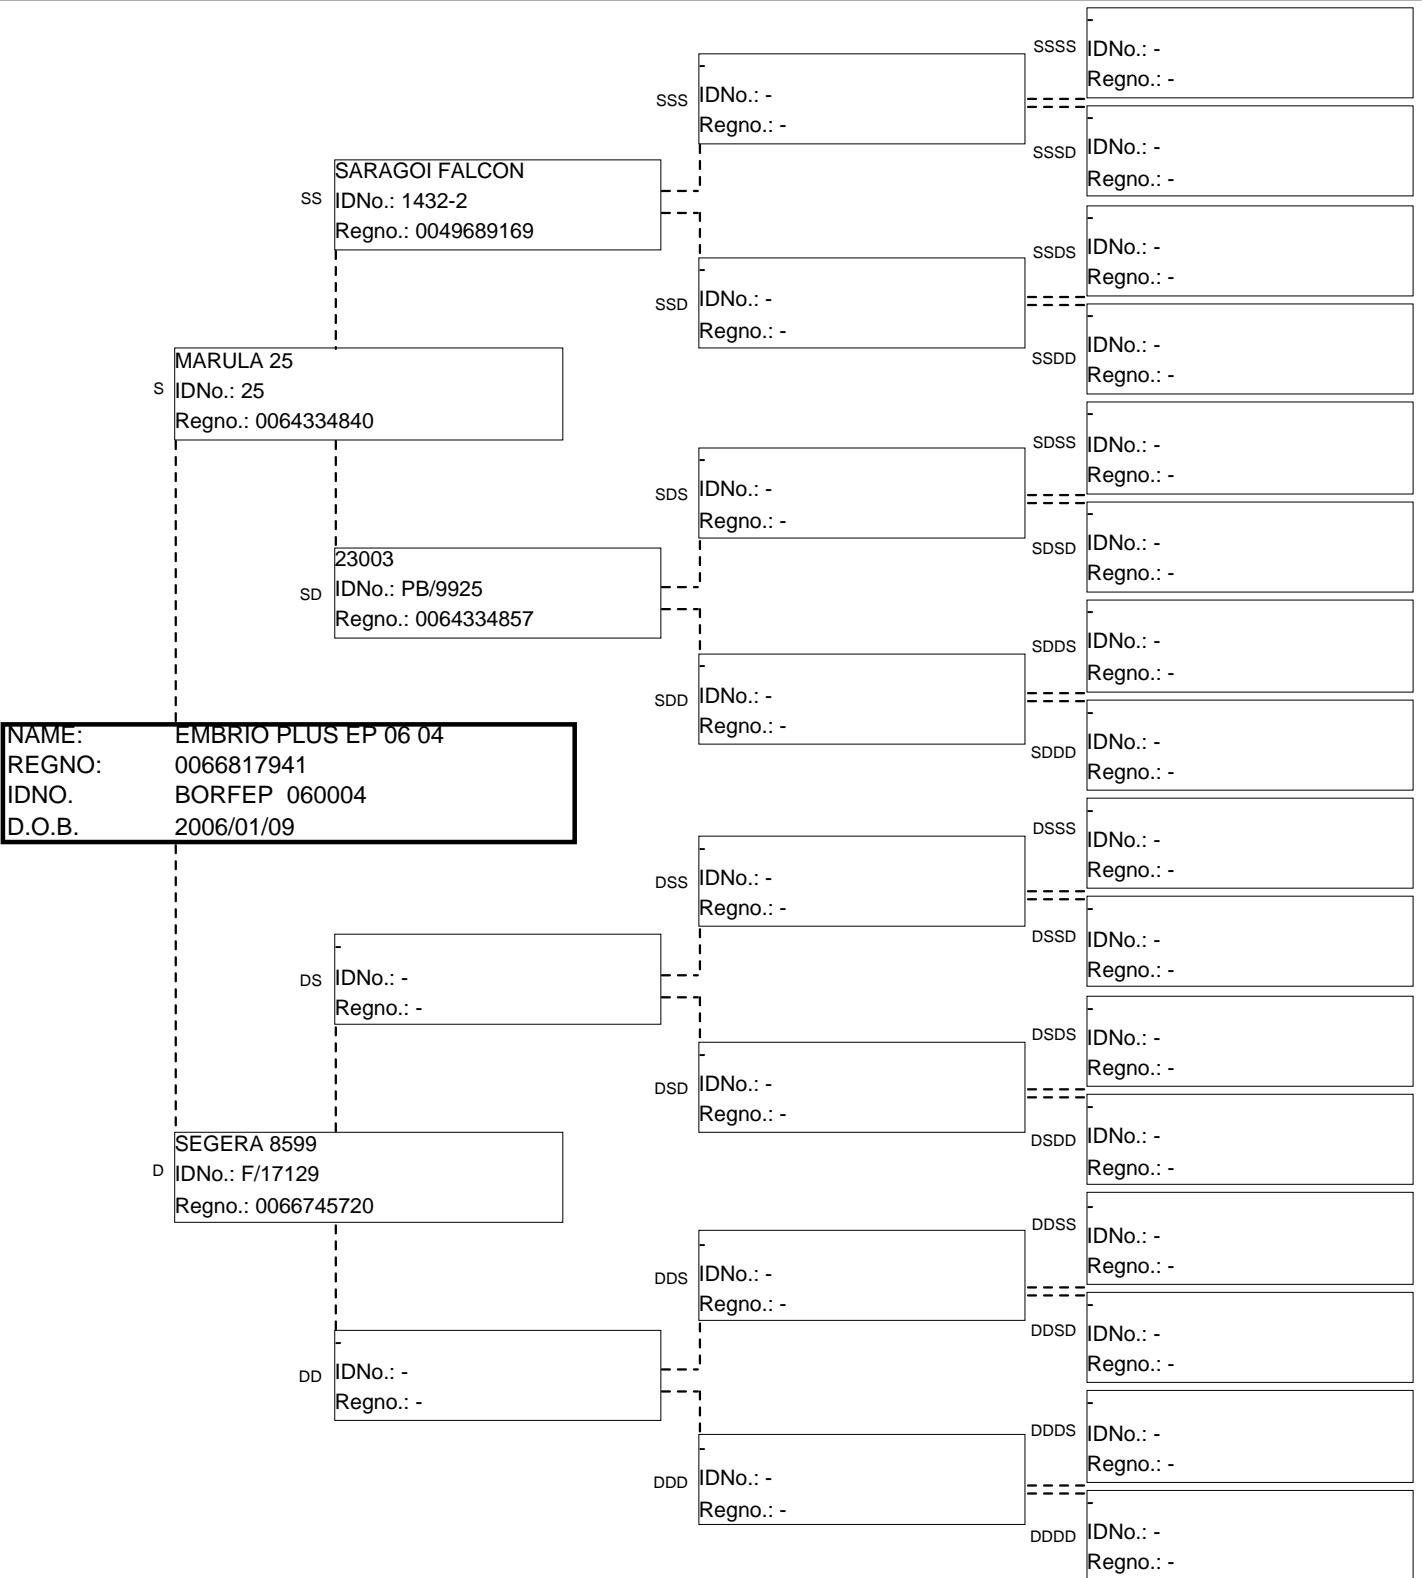 SSSS
-
IDNo.: -
Regno.: -
SSS
-
IDNo.: -
Regno.: -
SSSD
-
IDNo.: -
Regno.: -
SS
SARAGOI FALCON
IDNo.: 1432-2
Regno.: 0049689169
SSDS
-
IDNo.: -
Regno.: -
SSD
-
IDNo.: -
Regno.: -
SSDD
-
IDNo.: -
Regno.: -
S
MARULA 25
IDNo.: 25
Regno.: 0064334840
SDSS
-
IDNo.: -
Regno.: -
SDS
-
IDNo.: -
Regno.: -
SDSD
-
IDNo.: -
Regno.: -
SD
23003
IDNo.: PB/9925
Regno.: 0064334857
SDDS
-
IDNo.: -
Regno.: -
SDD
-
IDNo.: -
Regno.: -
SDDD
-
IDNo.: -
Regno.: -
NAME: EMBRIO PLUS EP 06 04
REGNO: 0066817941
IDNO. BORFEP 060004
D.O.B. 2006/01/09
DSSS
-
IDNo.: -
Regno.: -
DSS
-
IDNo.: -
Regno.: -
DSSD
-
IDNo.: -
Regno.: -
DS
-
IDNo.: -
Regno.: -
DSDS
-
IDNo.: -
Regno.: -
DSD
-
IDNo.: -
Regno.: -
DSDD
-
IDNo.: -
Regno.: -
D
SEGERA 8599
IDNo.: F/17129
Regno.: 0066745720
DDSS
-
IDNo.: -
Regno.: -
DDS
-
IDNo.: -
Regno.: -
DDSD
-
IDNo.: -
Regno.: -
DD
-
IDNo.: -
Regno.: -
DDDS
-
IDNo.: -
Regno.: -
DDD
-
IDNo.: -
Regno.: -
DDDD
-
IDNo.: -
Regno.: -